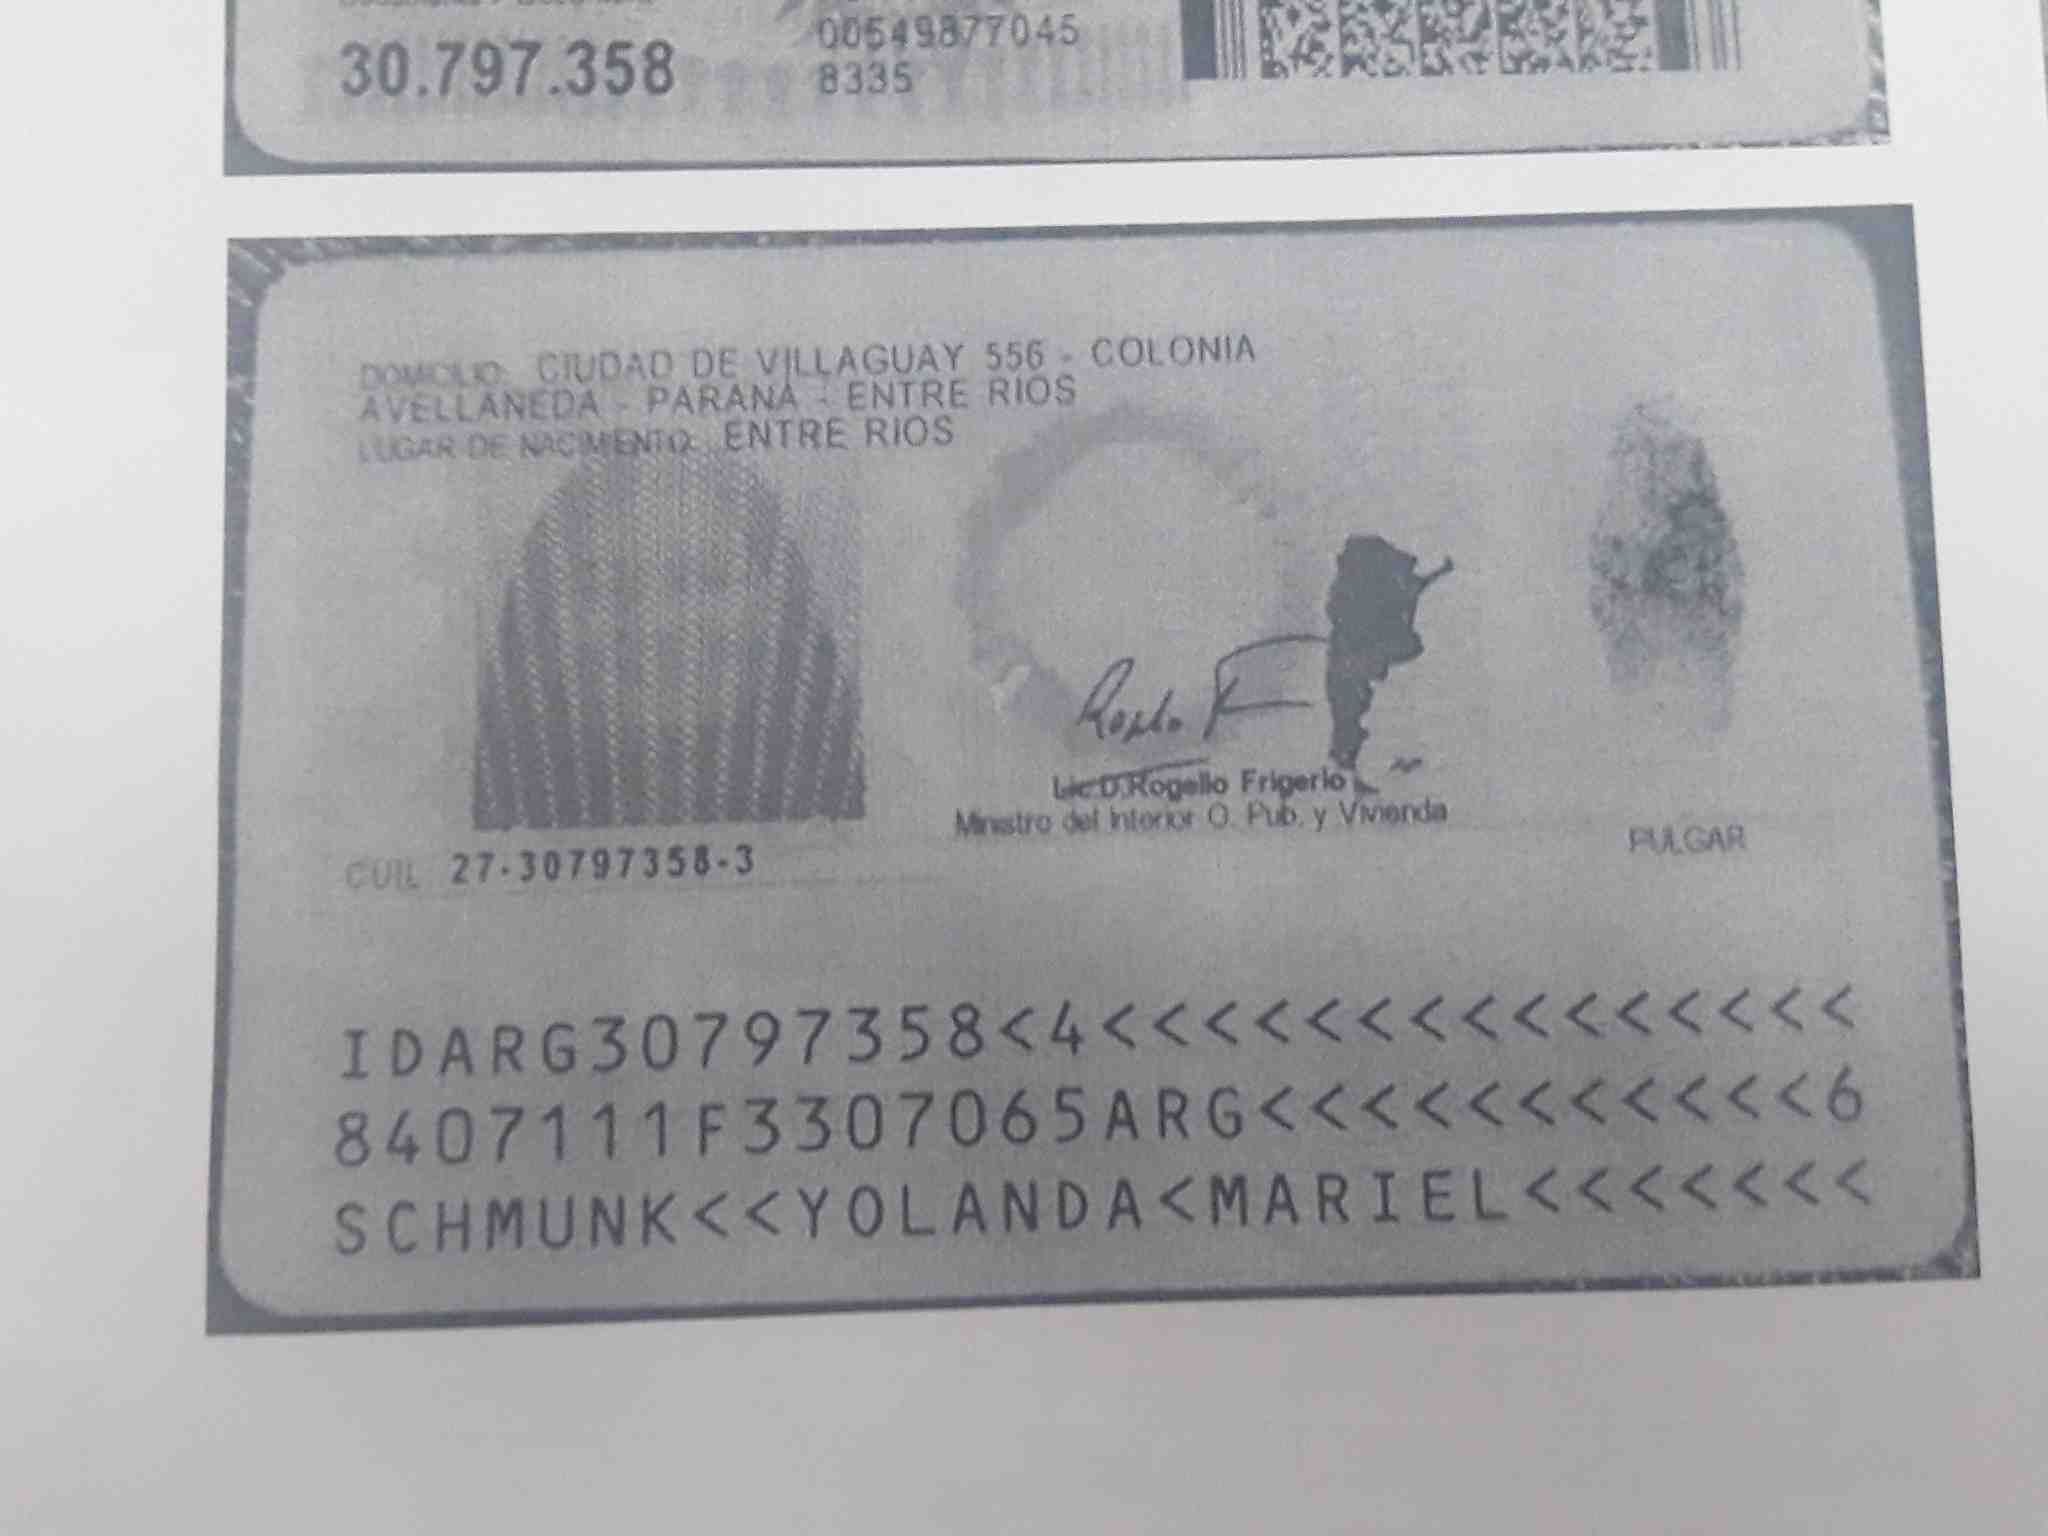 30.797.358
00549877045
8335
DOMICILIO: CIUDAD DE VILLAGUAY 556 - COLONIA
AVELLANEDA - PARANA - ENTRE RIOS
LUGAR DE NACIMIENTO: ENTRE RIOS
Lic.D.Rogelio Frigerio
Ministro del Interior O. Pub. y Vivienda
PULGAR
CUIL 27-30797358-3
IDARG30797358<4<<<<<<<<<<<<<<<
8407111F3307065ARG<<<<<<<<<<<6
SCHMUNK<<YOLANDA<MARIEL<<<<<<<